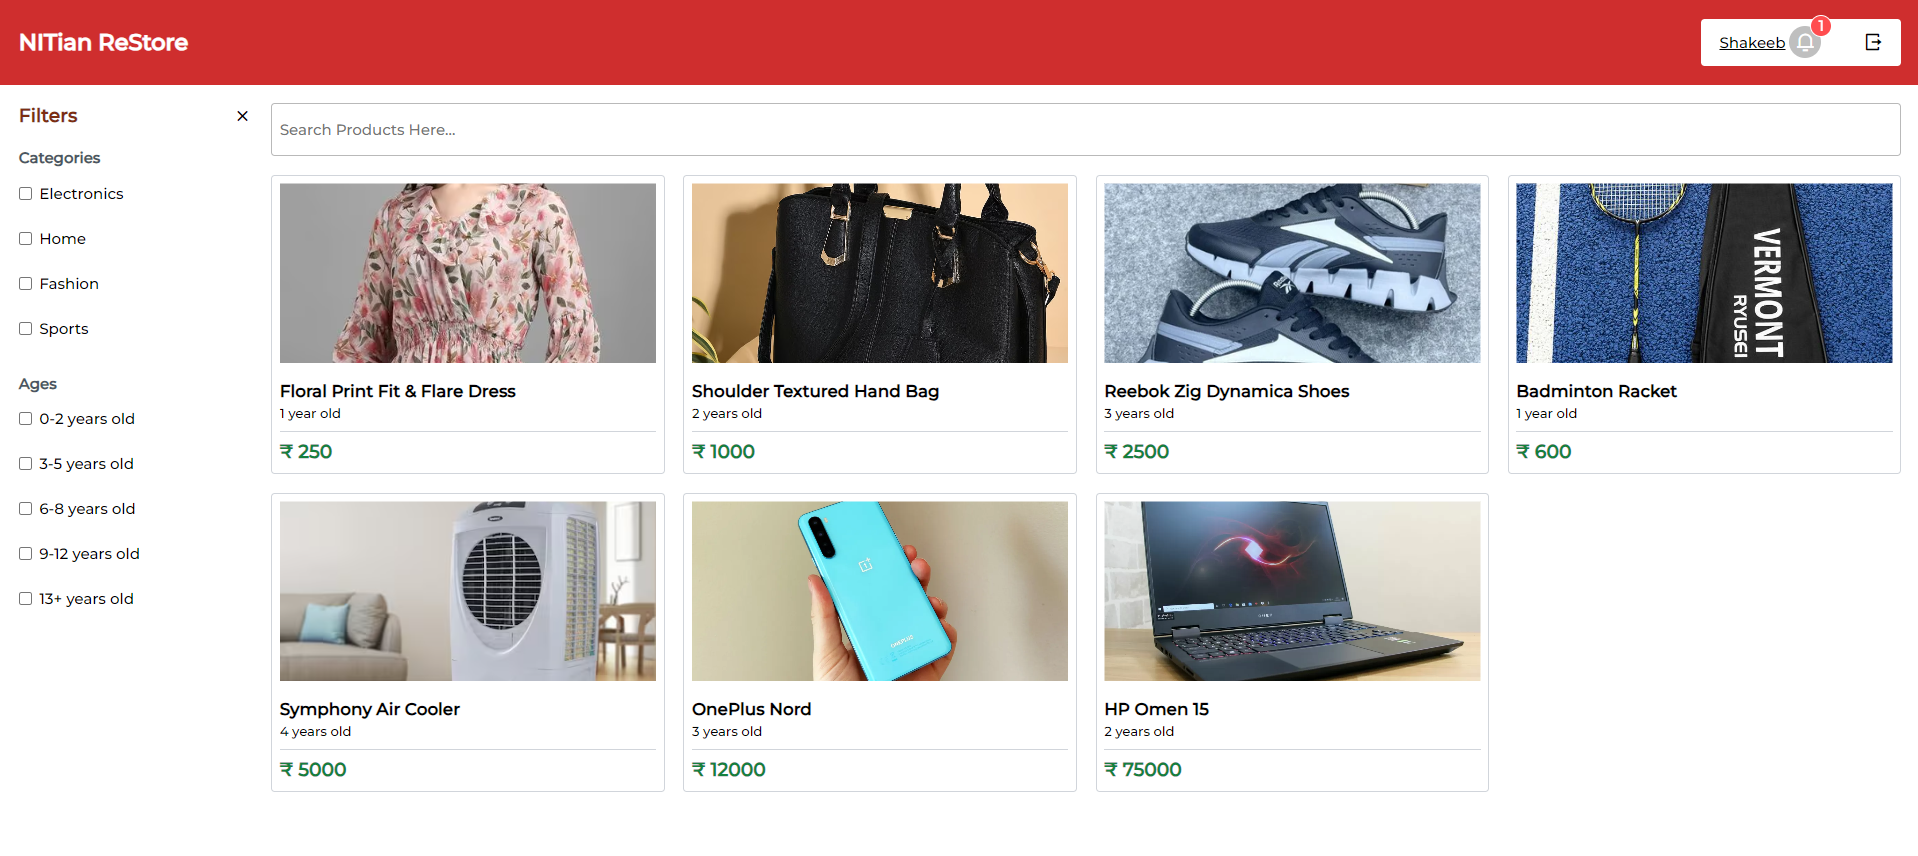 NITian ReStore
Shakeeb
1
Filters
Categories
Electronics
Home
Fashion
Sports
Ages
0-2 years old
3-5 years old
6-8 years old
9-12 years old
13+ years old
Search Products Here...
Floral Print Fit & Flare Dress
1 year old
₹ 250
Shoulder Textured Hand Bag
2 years old
₹ 1000
Reebok Zig Dynamica Shoes
3 years old
₹ 2500
VERMONT
RYUSEI
Badminton Racket
1 year old
₹ 600
Symphony Air Cooler
4 years old
₹ 5000
ONEPLUS
OnePlus Nord
3 years old
₹ 12000
HP Omen 15
2 years old
₹ 75000